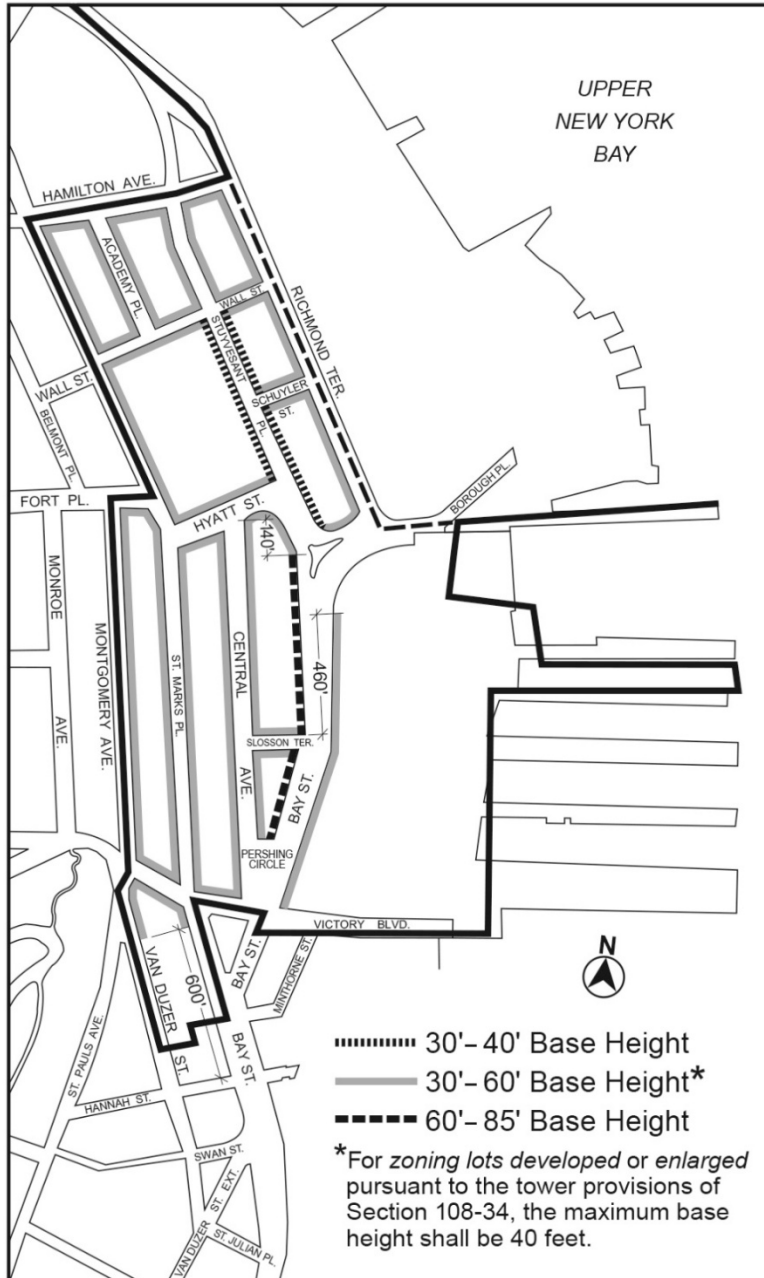 UPPER
NEW YORK
BAY
HAMILTON AVE.
ACADEMY PL.
WALL ST.
STUYVESANT
PL.
RICHMOND TER.
SCHUYLER
ST.
WALL ST.
BELMONT PL.
BOROUGH PL.
FORT PL.
HYATT ST.
140'
MONROE
AVE.
MONTGOMERY AVE.
ST. MARKS PL.
CENTRAL
AVE.
460'
SLOSSON TER.
BAY ST.
PERSHING
CIRCLE
VICTORY BLVD.
VAN DUZER
ST.
600'
BAY ST.
MINTHORNE ST.
BAY ST.
N
ST. PAULS AVE.
HANNAH ST.
SWAN ST.
VAN DUZER
ST. EXT.
ST. JULIAN PL.
30'–40' Base Height
30'–60' Base Height*
60'–85' Base Height
*For zoning lots developed or enlarged
pursuant to the tower provisions of
Section 108-34, the maximum base
height shall be 40 feet.